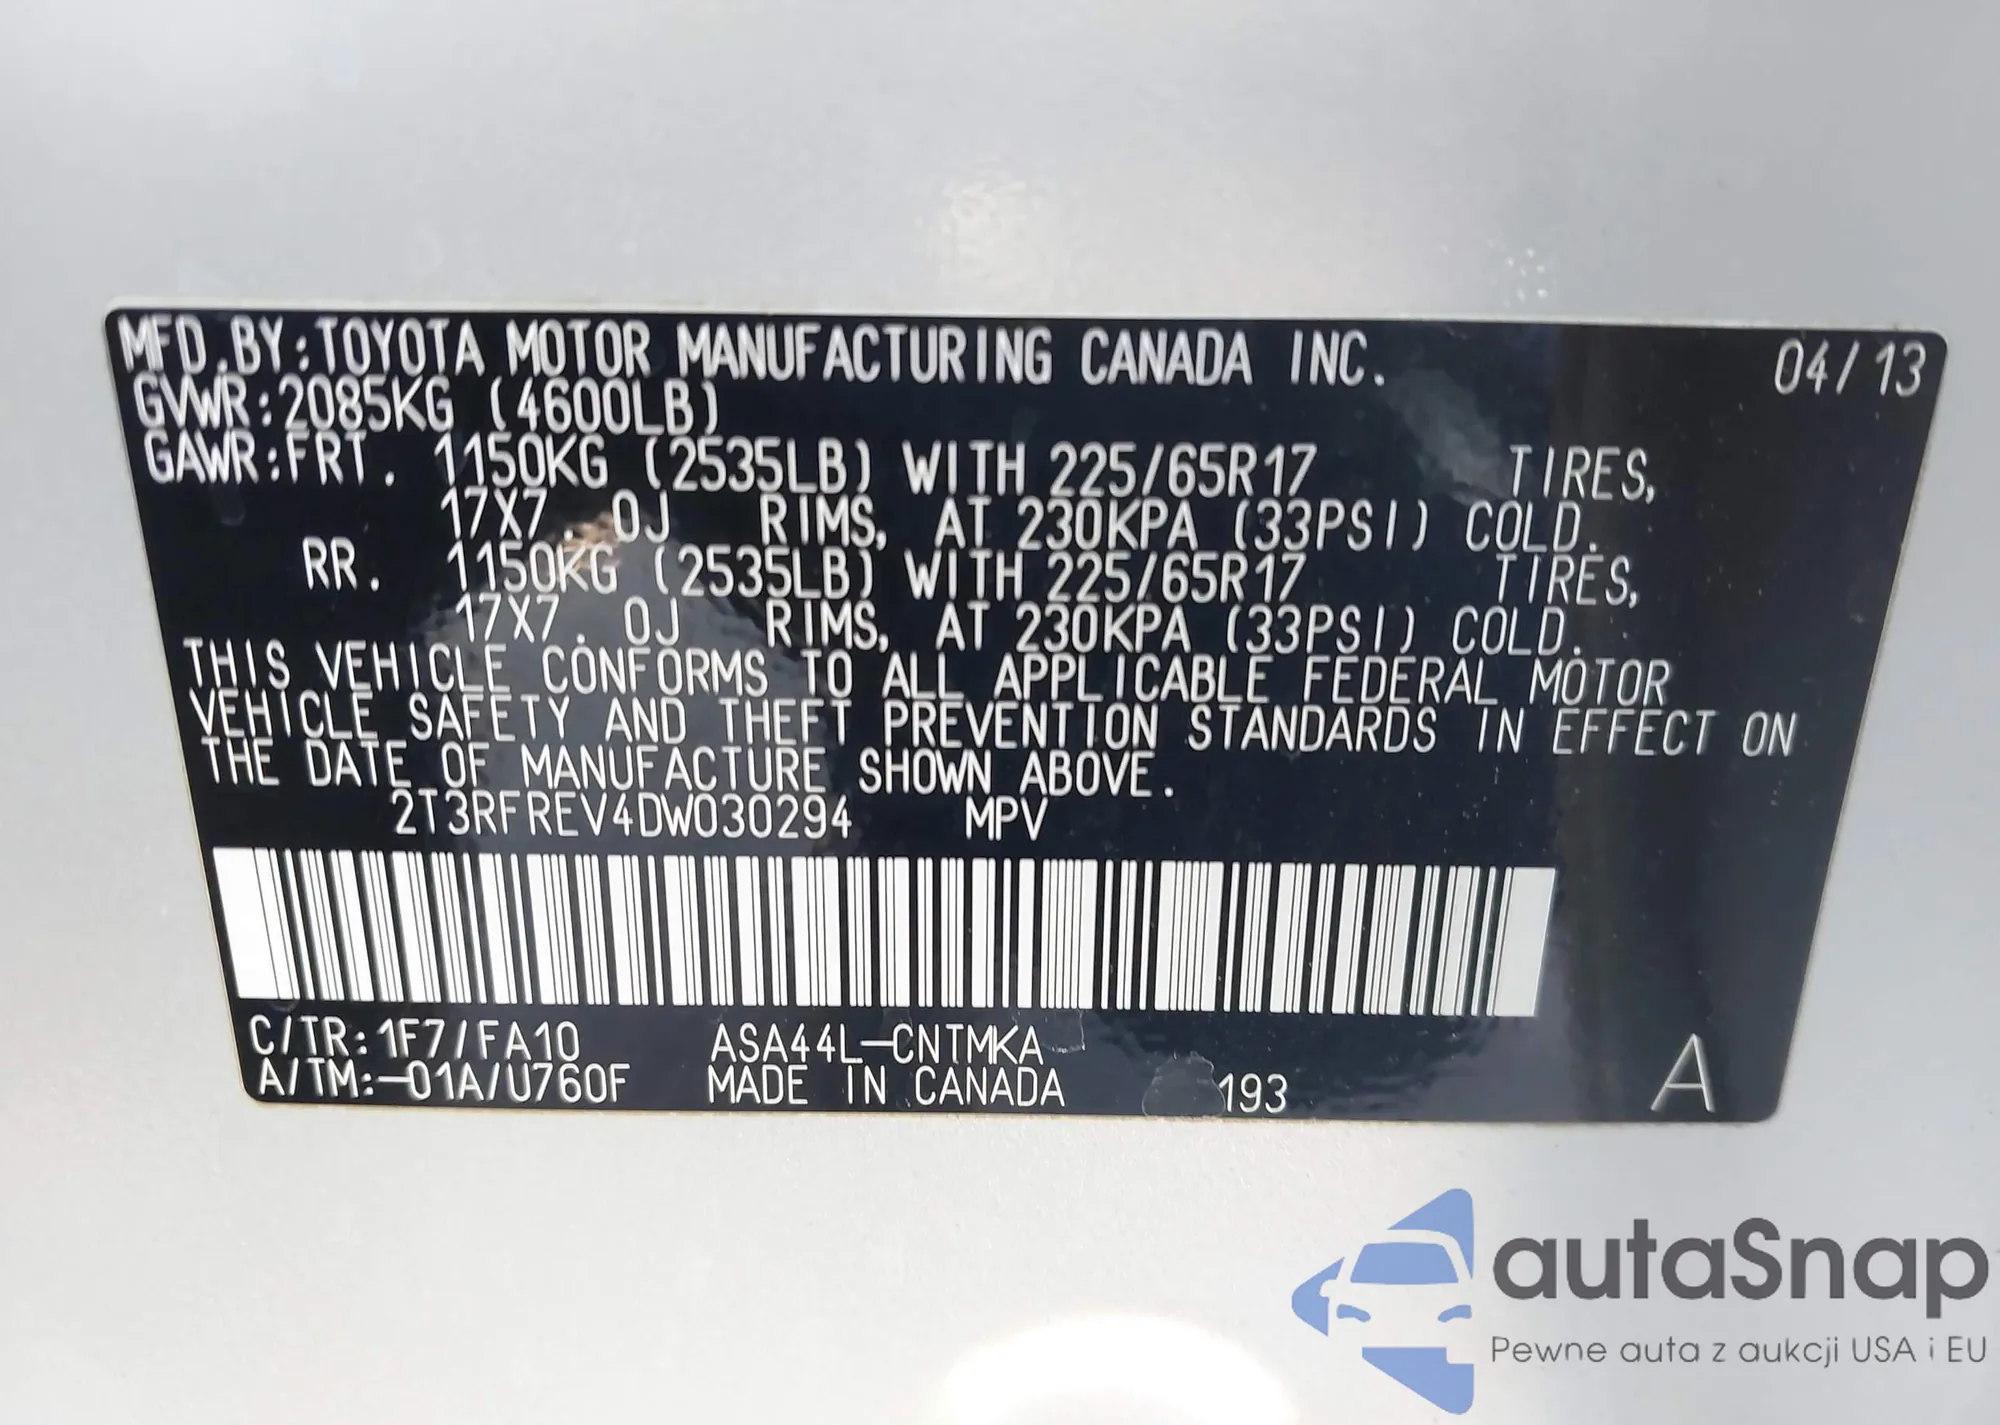 MFD.BY:TOYOTA MOTOR MANUFACTURING CANADA INC. 04/13
GVWR:2085KG (4600LB)
GAWR:FRT. 1150KG (2535LB) WITH 225/65R17 TIRES,
17X7.0J RIMS, AT 230KPA (33PSI) COLD.
RR. 1150KG (2535LB) WITH 225/65R17 TIRES,
17X7.0J RIMS, AT 230KPA (33PSI) COLD.
THIS VEHICLE CONFORMS TO ALL APPLICABLE FEDERAL MOTOR
VEHICLE SAFETY AND THEFT PREVENTION STANDARDS IN EFFECT ON
THE DATE OF MANUFACTURE SHOWN ABOVE.
2T3RFREV4DW030294 MPV
C/TR:1F7/FA10 ASA44L-CNTMKA
A/TM:-01A/U760F MADE IN CANADA 193 A
autaSnap
Pewne auta z aukcji USA i EU